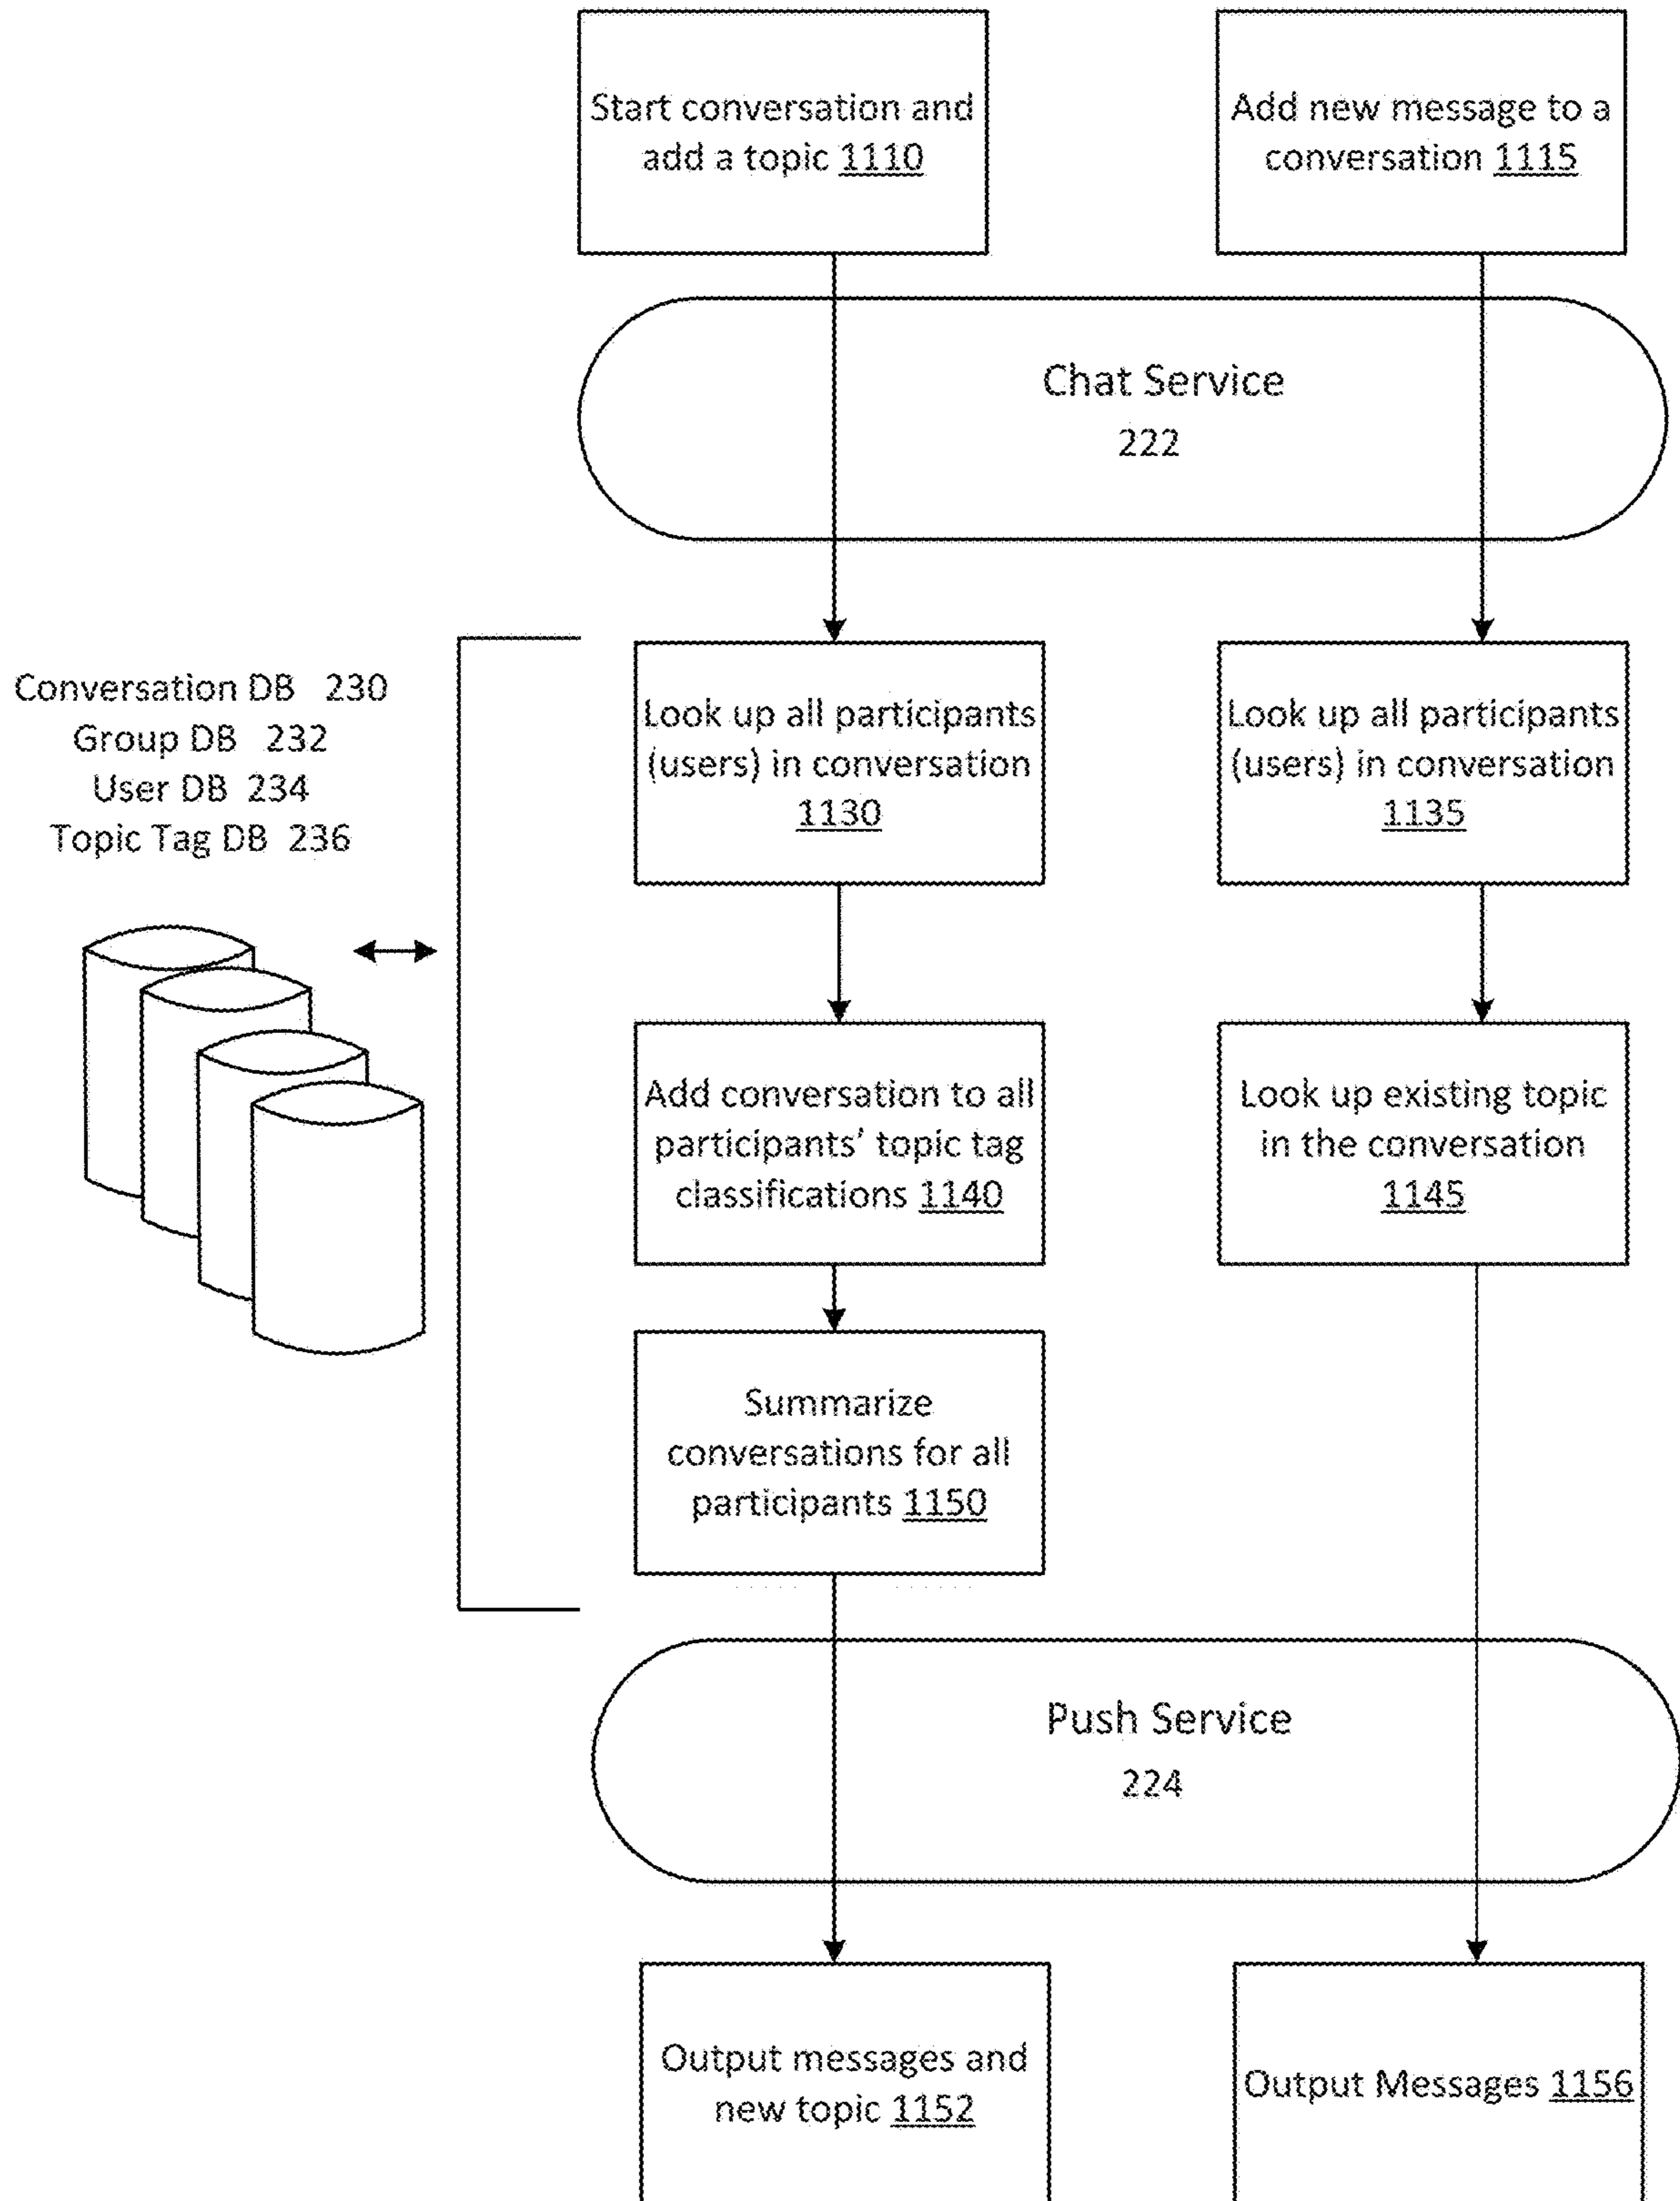 Start conversation and
add a topic 1110
Add new message to a
conversation 1115
Chat Service
222
Conversation DB 230
Group DB 232
User DB 234
Topic Tag DB 236
Look up all participants
(users) in conversation
1130
Look up all participants
(users) in conversation
1135
Add conversation to all
participants' topic tag
classifications 1140
Look up existing topic
in the conversation
1145
Summarize
conversations for all
participants 1150
Push Service
224
Output messages and
new topic 1152
Output Messages 1156